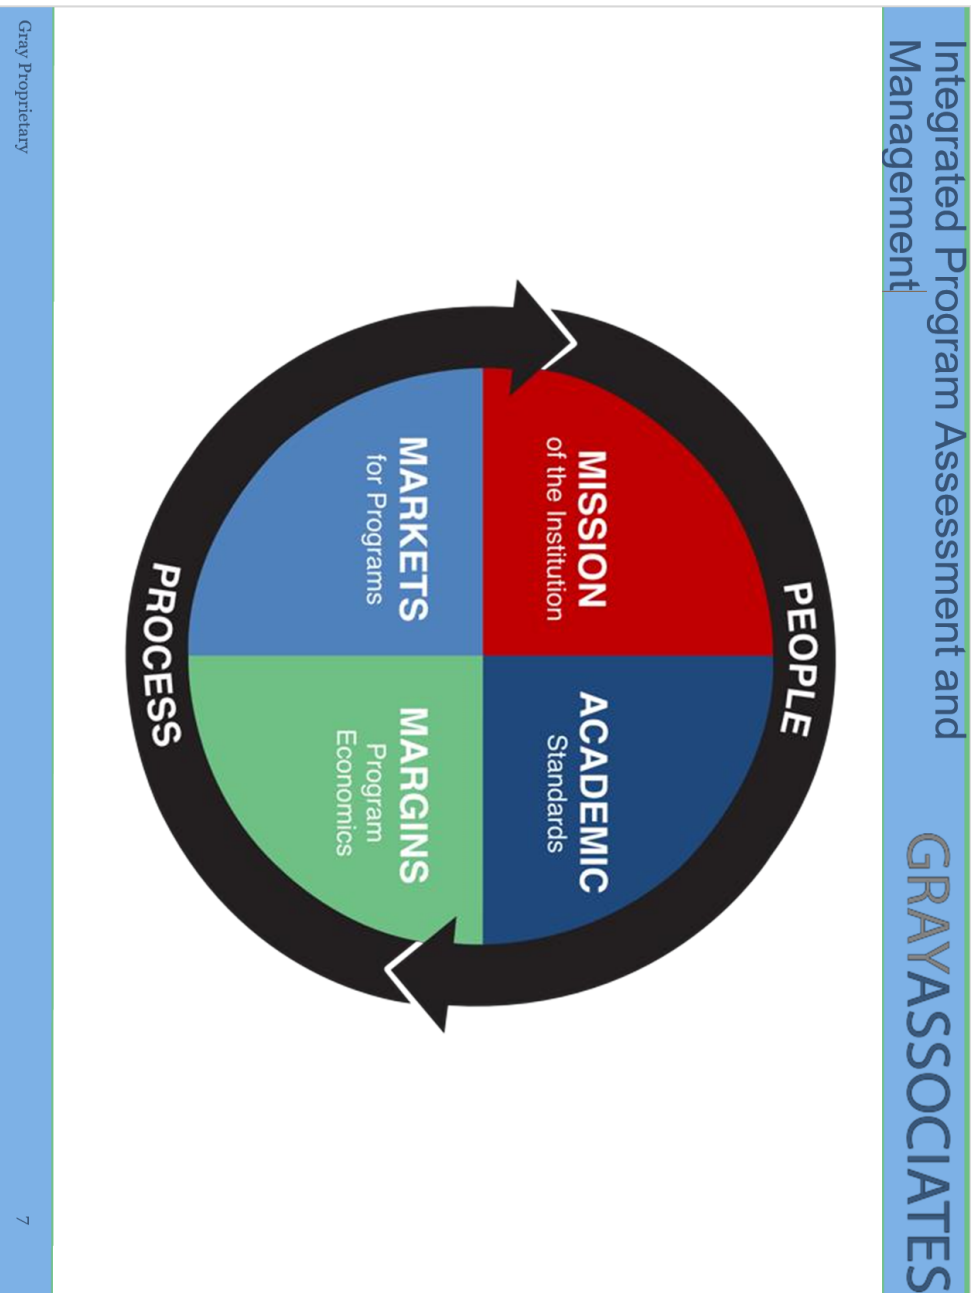 Integrated Program Assessment and
Management
GRAYASSOCIATES
PEOPLE
MISSION
of the Institution
ACADEMIC
Standards
MARKETS
for Programs
MARGINS
Program
Economics
PROCESS
Gray Proprietary
7